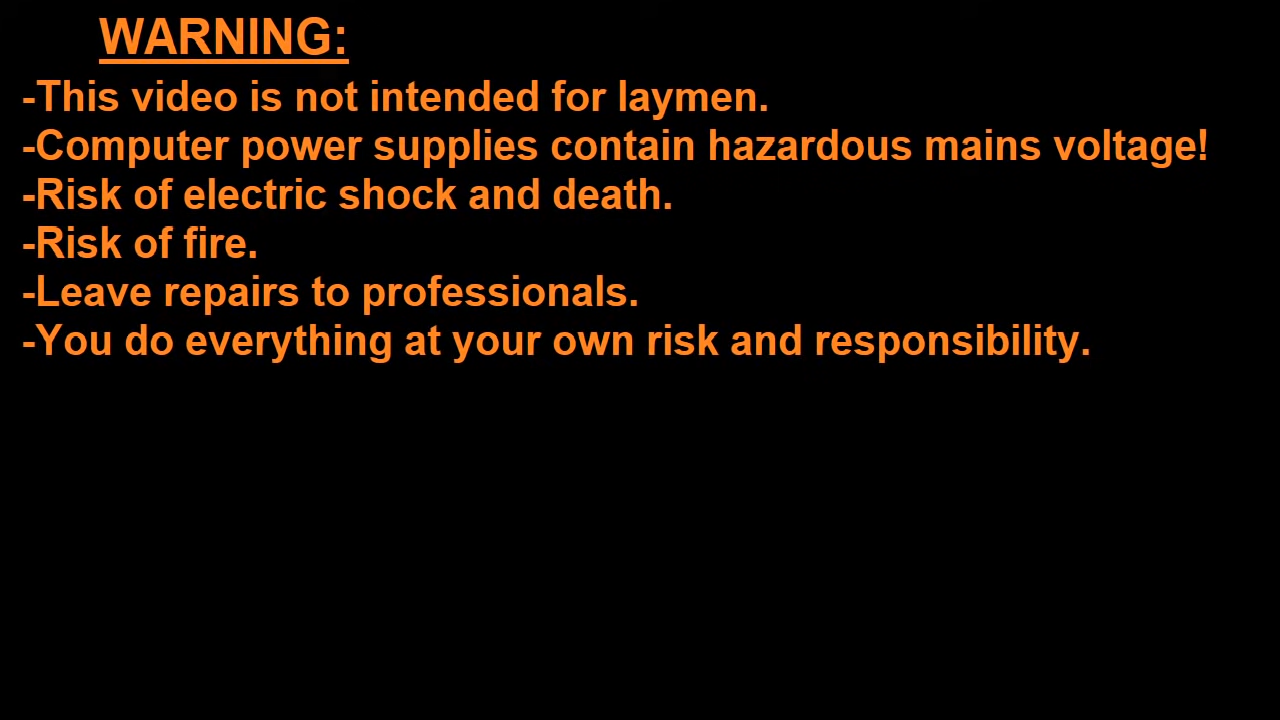 WARNING:
-This video is not intended for laymen.
-Computer power supplies contain hazardous mains voltage!
-Risk of electric shock and death.
-Risk of fire.
-Leave repairs to professionals.
-You do everything at your own risk and responsibility.